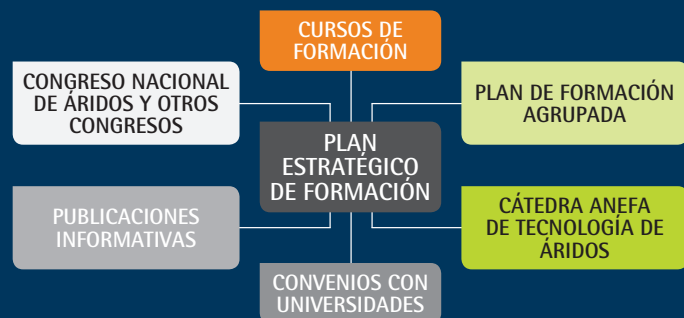 CURSOS DE
FORMACIÓN
CONGRESO NACIONAL
DE ÁRIDOS Y OTROS
CONGRESOS
PLAN DE FORMACIÓN
AGRUPADA
PLAN
ESTRATÉGICO
DE FORMACIÓN
PUBLICACIONES
INFORMATIVAS
CÁTEDRA ANEFA
DE TECNOLOGÍA DE
ÁRIDOS
CONVENIOS CON
UNIVERSIDADES